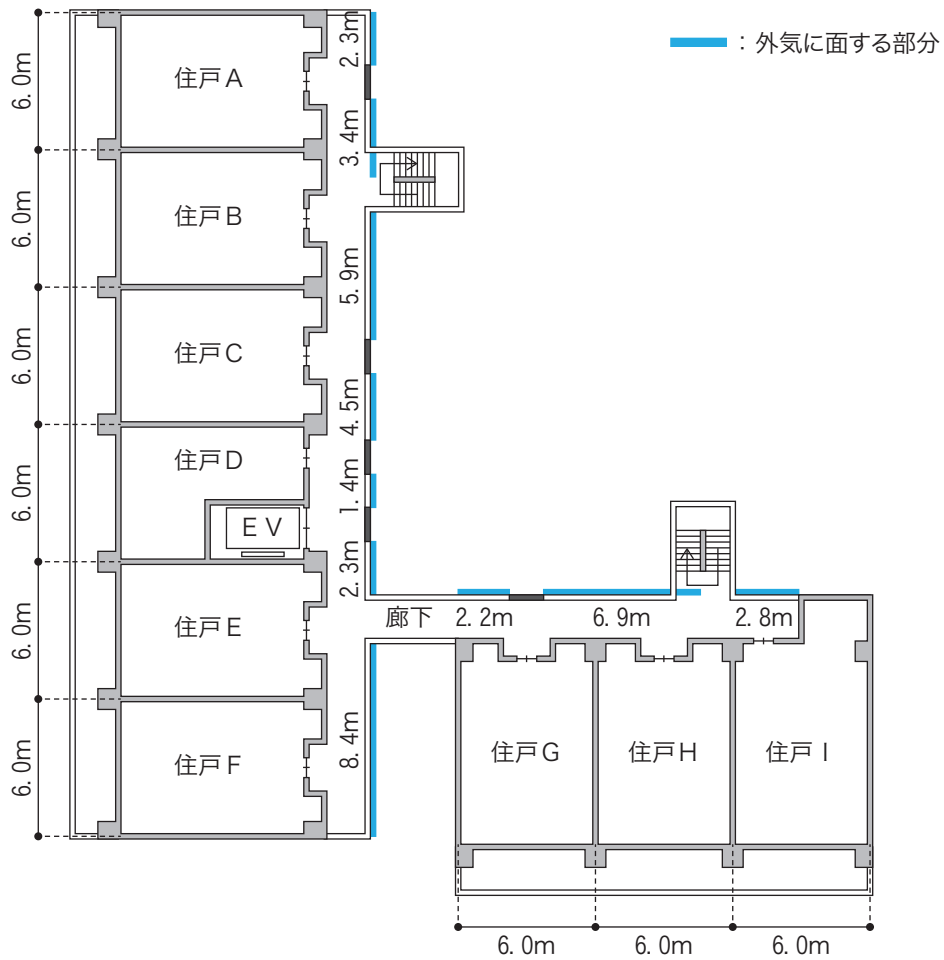 ：外気に面する部分
6.0m
6.0m
6.0m
6.0m
6.0m
6.0m
住戸A
住戸B
住戸C
住戸D
EV
住戸E
住戸F
2.3m
3.4m
5.9m
4.5m
1.4m
2.3m
8.4m
廊下
2.2m
6.9m
2.8m
住戸G
住戸H
住戸I
6.0m
6.0m
6.0m